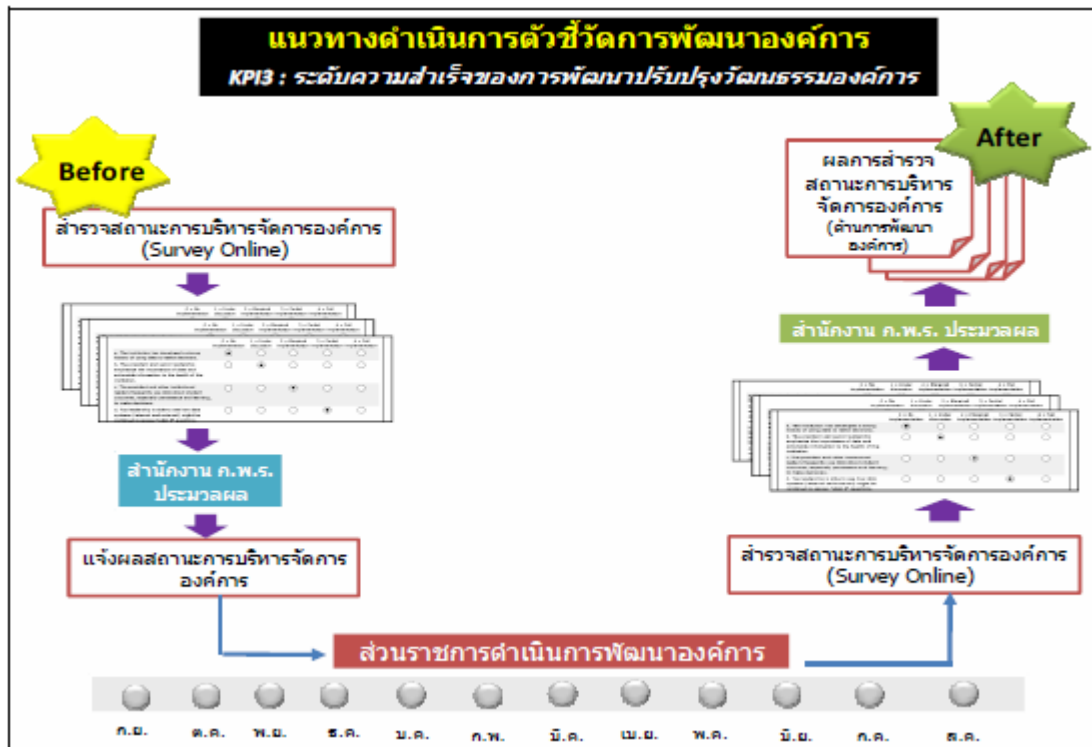 แนวทางดำเนินการตัวชี้วัดการพัฒนาองค์การ
KPI3 : ระดับความสำเร็จของการพัฒนาปรับปรุงวัฒนธรรมองค์การ
Before
สำรวจสถานะการบริหารจัดการองค์การ
(Survey Online)
สำนักงาน ก.พ.ร.
ประมวลผล
แจ้งผลสถานะการบริหารจัดการ
องค์การ
ส่วนราชการดำเนินการพัฒนาองค์การ
After
ผลการสำรวจ
สถานะการบริหาร
จัดการองค์การ
(ด้านการพัฒนา
องค์การ)
สำนักงาน ก.พ.ร. ประมวลผล
สำรวจสถานะการบริหารจัดการองค์การ
(Survey Online)
ก.ย. ต.ค. พ.ย. ธ.ค. ม.ค. ก.พ. มี.ค. เม.ย. พ.ค. มิ.ย. ก.ค. ส.ค.